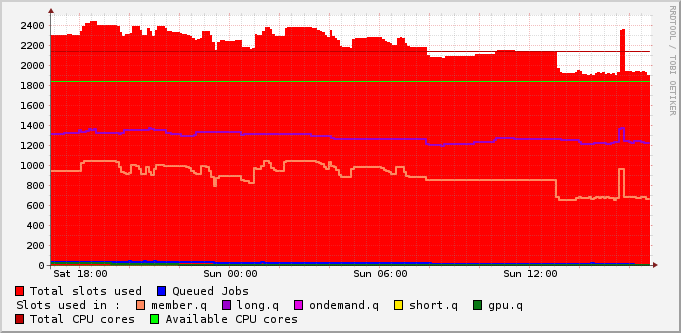 2400
2200
2000
1800
1600
1400
1200
1000
800
600
400
200
0
Sat 18:00 Sun 00:00 Sun 06:00 Sun 12:00
RRDTOOL / TOBI OETIKER
Total slots used Queued Jobs
Slots used in : member.q long.q ondemand.q short.q gpu.q
Total CPU cores Available CPU cores